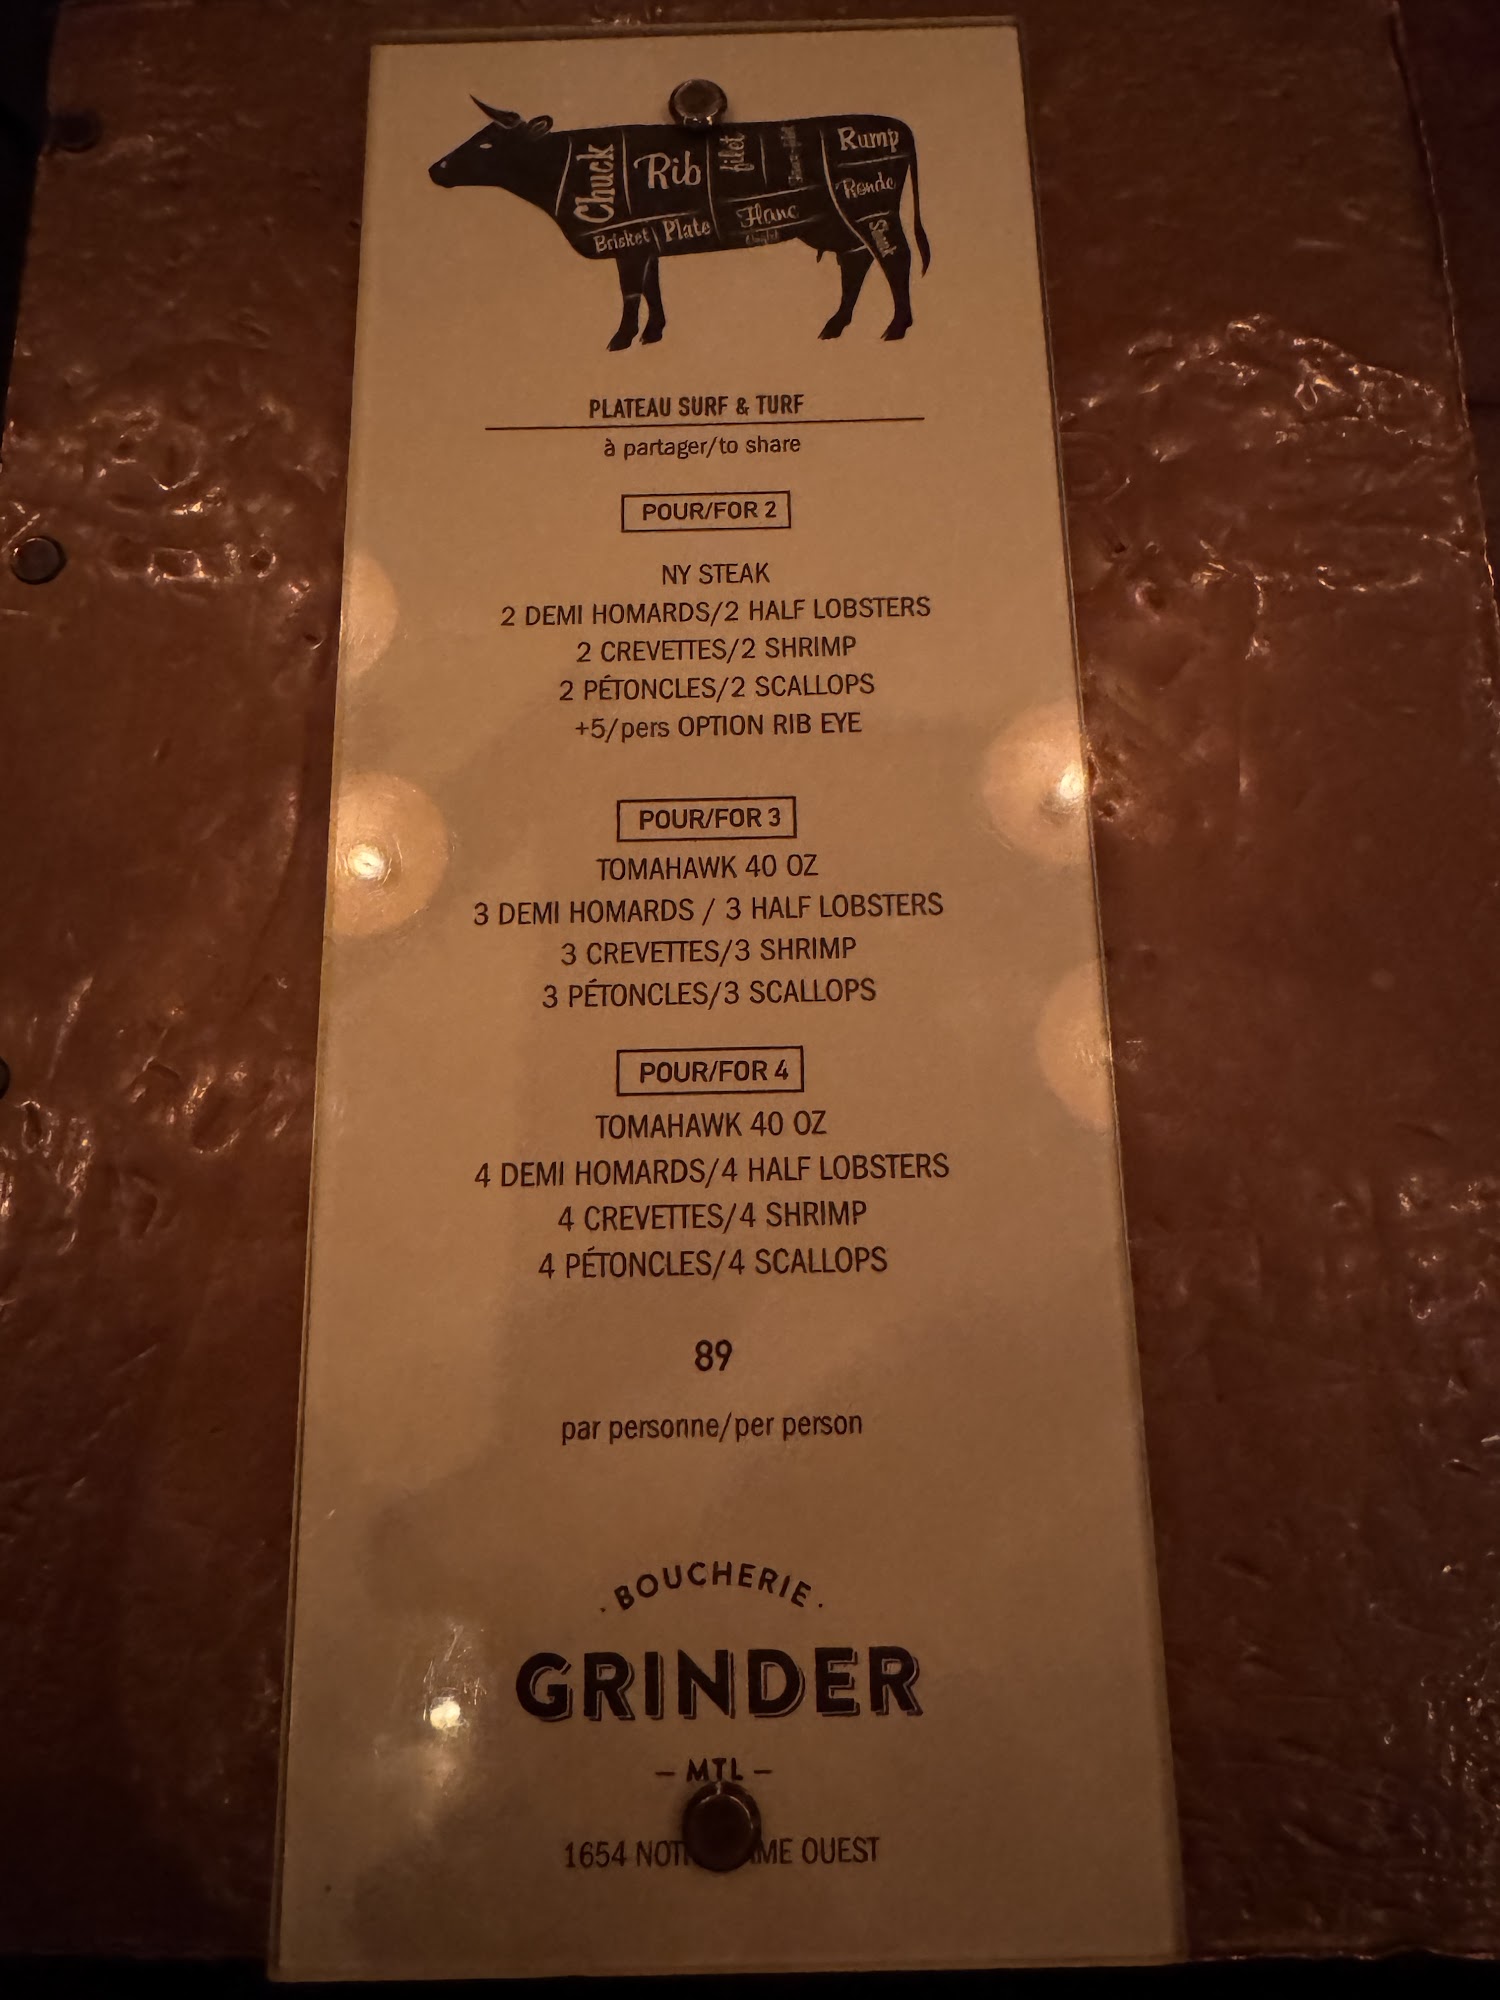 Chuck
Rib
filet
Rump
Ronde
Brisket
Plate
Flanc
Shank
PLATEAU SURF & TURF
à partager/to share
POUR/FOR 2
NY STEAK
2 DEMI HOMARDS/2 HALF LOBSTERS
2 CREVETTES/2 SHRIMP
2 PÉTONCLES/2 SCALLOPS
+5/pers OPTION RIB EYE
POUR/FOR 3
TOMAHAWK 40 OZ
3 DEMI HOMARDS / 3 HALF LOBSTERS
3 CREVETTES/3 SHRIMP
3 PÉTONCLES/3 SCALLOPS
POUR/FOR 4
TOMAHAWK 40 OZ
4 DEMI HOMARDS/4 HALF LOBSTERS
4 CREVETTES/4 SHRIMP
4 PÉTONCLES/4 SCALLOPS
89
par personne/per person
· BOUCHERIE ·
GRINDER
– MTL –
1654 OUEST